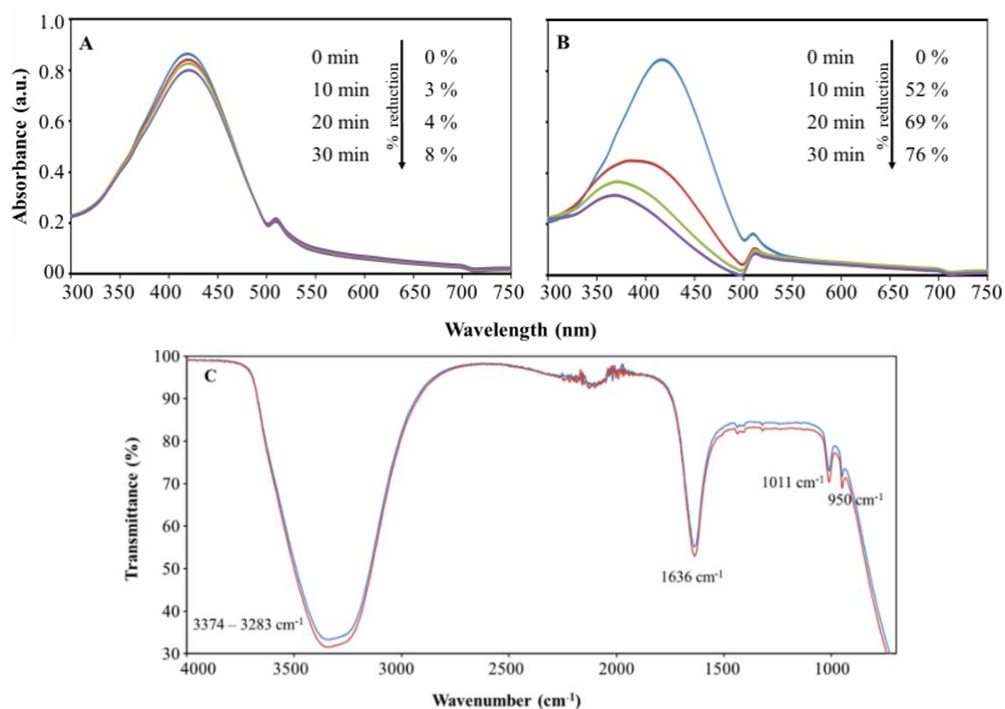 A
B
1.0
0.8
0.6
0.4
0.2
00
Absorbance (a.u.)
0 min 0 %
10 min 3 %
20 min 4 %
30 min 8 %
% reduction
0 min 0 %
10 min 52 %
20 min 69 %
30 min 76 %
% reduction
300 350 400 450 500 550 600 650 700 750
300 350 400 450 500 550 600 650 700 750
Wavelength (nm)
C
100
90
80
70
60
50
40
30
Transmittance (%)
1011 cm-1
950 cm-1
1636 cm-1
3374 – 3283 cm-1
4000 3500 3000 2500 2000 1500 1000
Wavenumber (cm-1)